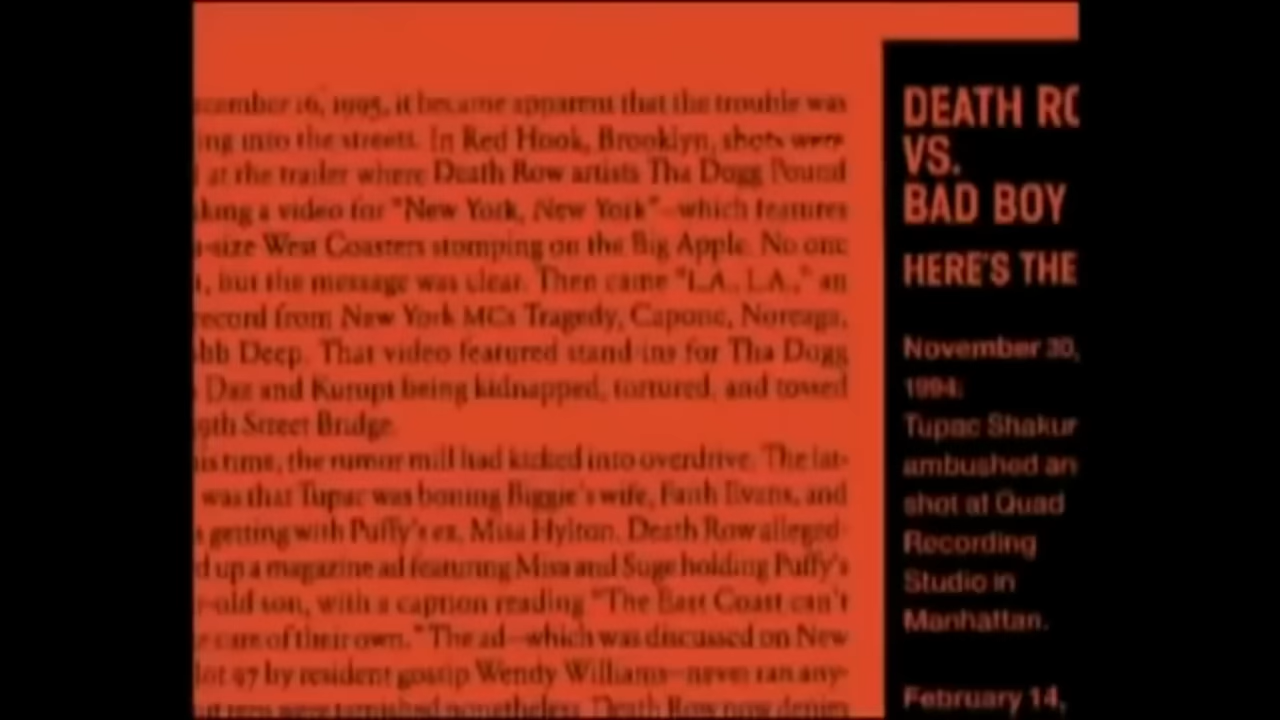 16, 1995, it became apparent that the trouble was
ing into the streets. In Red Hook, Brooklyn, shots were
at the trailer where Death Row artists Tha Dogg Pound
king a video for "New York, New York"—which features
-size West Coasters stomping on the Big Apple. No one
, but the message was clear. Then came "L.A., L.A.," an
record from New York MCs Tragedy, Capone, Noreaga,
bb Deep. That video featured stand-ins for Tha Dogg
Daz and Kurupt being kidnapped, tortured, and tossed
9th Street Bridge.
is time, the rumor mill had kicked into overdrive. The lat-
was that Tupac was boning Biggie's wife, Faith Evans, and
getting with Puffy's ex, Misa Hylton. Death Row alleged-
d up a magazine ad featuring Misa and Suge holding Puffy's
-old son, with a caption reading "The East Coast can't
e care of their own." The ad—which was discussed on New
Hot 97 by resident gossip Wendy Williams—never ran any-
were tarnished nonetheless. Death Row now denies
DEATH RO
VS.
BAD BOY
HERE'S THE
November 30,
1994:
Tupac Shakur
ambushed an
shot at Quad
Recording
Studio in
Manhattan.
February 14,